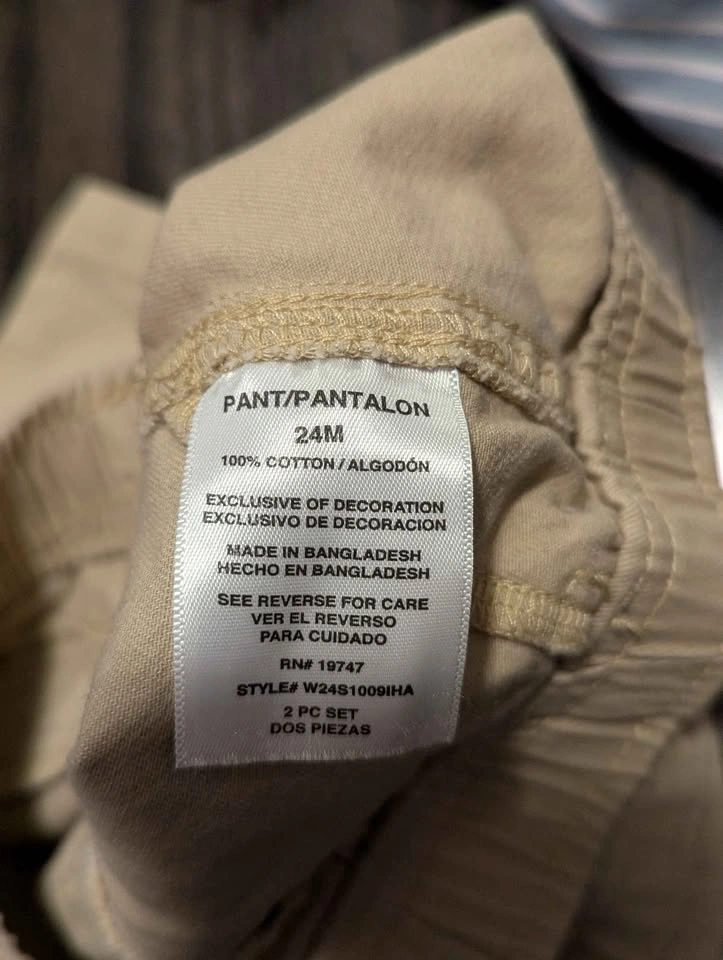 PANT/PANTALON
24M
100% COTTON / ALGODÓN
EXCLUSIVE OF DECORATION
EXCLUSIVO DE DECORACION
MADE IN BANGLADESH
HECHO EN BANGLADESH
SEE REVERSE FOR CARE
VER EL REVERSO
PARA CUIDADO
RN# 19747
STYLE# W24S1009IHA
2 PC SET
DOS PIEZAS